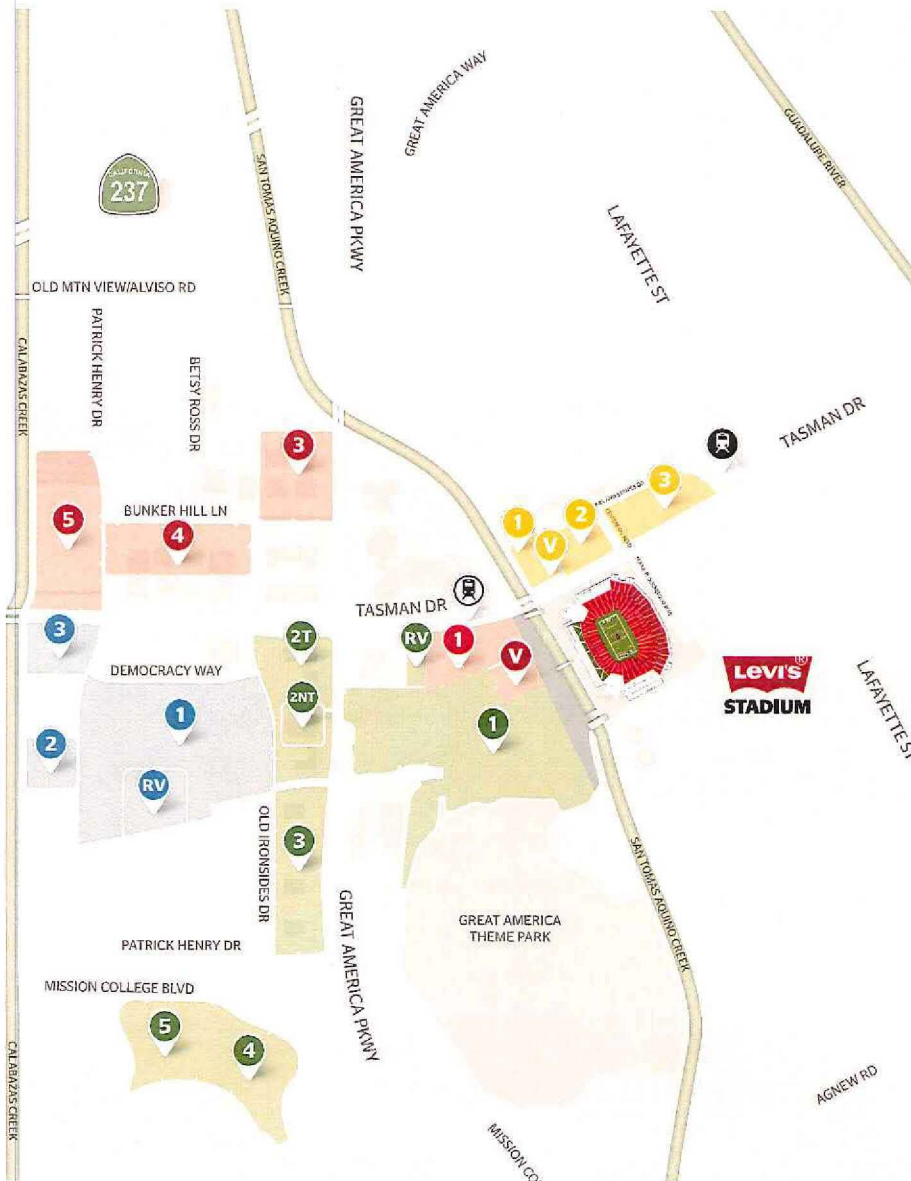 GREAT AMERICA WAY
GREAT AMERICA PKWY
GUADALUPE RIVER
SAN TOMAS AQUINO CREEK
CALIFORNIA
237
LAFAYETTE ST
OLD MTN VIEW/ALVISO RD
PATRICK HENRY DR
CALABAZAS CREEK
BETSY ROSS DR
TASMAN DR
3
3
5
BUNKER HILL LN
4
1
2
V
TASMAN DR
3
2T
RV
1
V
DEMOCRACY WAY
LEVI'S
®
STADIUM
LAFAYETTE ST
2NT
1
1
2
RV
OLD IRONSIDES DR
3
GREAT AMERICA
THEME PARK
SAN TOMAS AQUINO CREEK
GREAT AMERICA PKWY
PATRICK HENRY DR
MISSION COLLEGE BLVD
5
4
CALABAZAS CREEK
AGNEW RD
MISSION CO